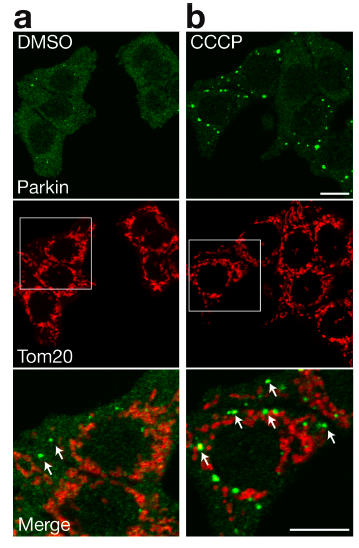 a
b
DMSO
CCCP
Parkin
Tom20
Merge